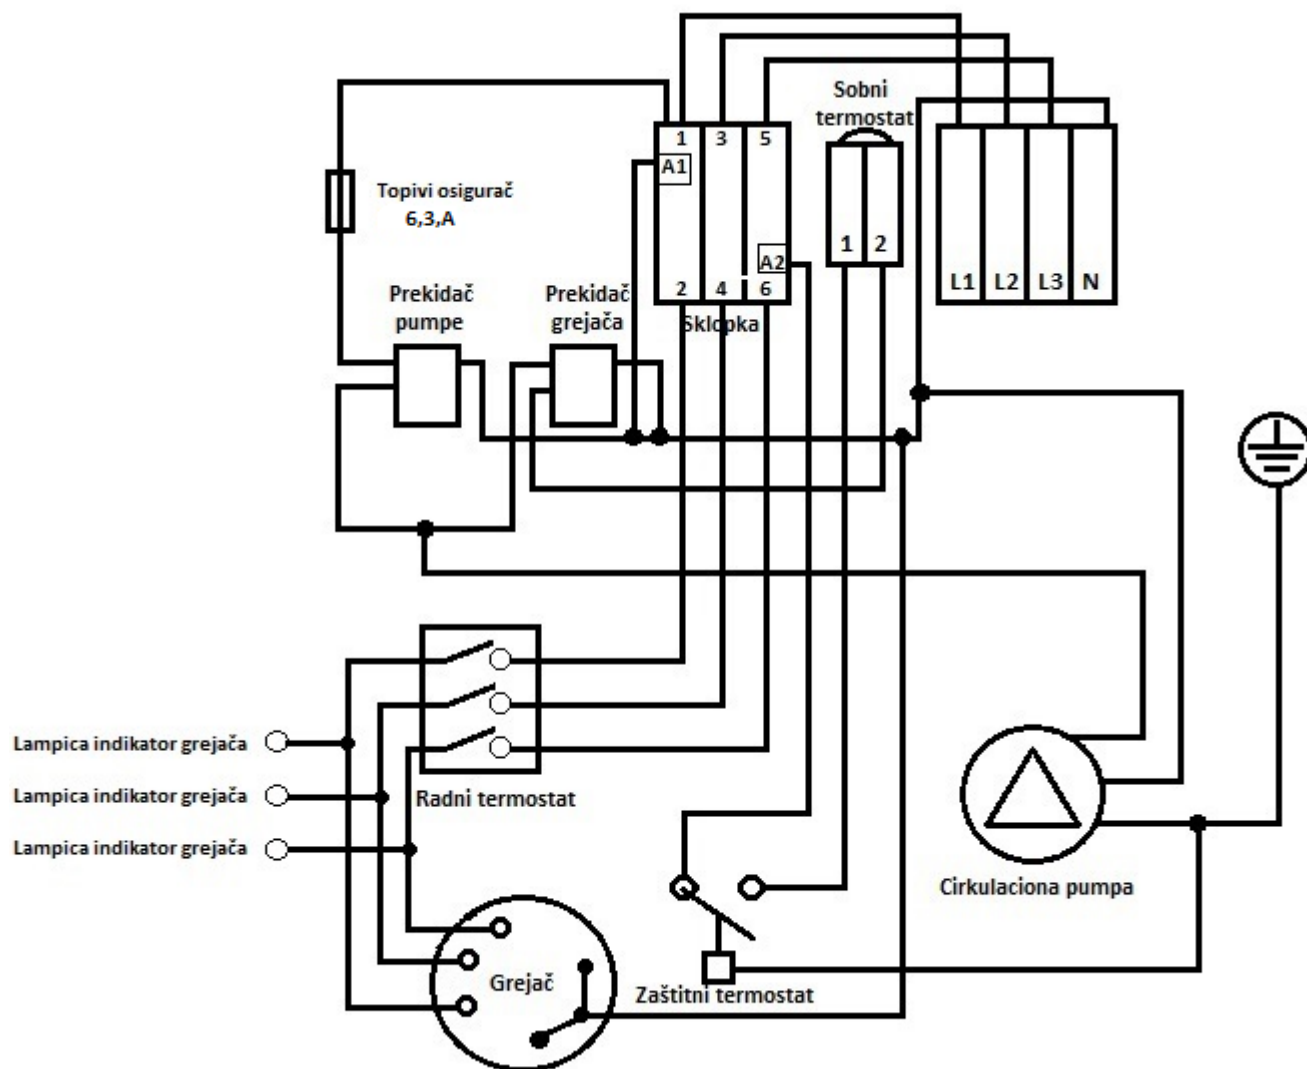 Sobni
termostat
1 3 5
A1
Topivi osigurač
6,3,A
1 2
A2
L1 L2 L3 N
2 4 6
Sklopka
Prekidač
pumpe
Prekidač
grejača
Lampica indikator grejača
Lampica indikator grejača
Lampica indikator grejača
Radni termostat
Cirkulaciona pumpa
Grejač
Zaštitni termostat